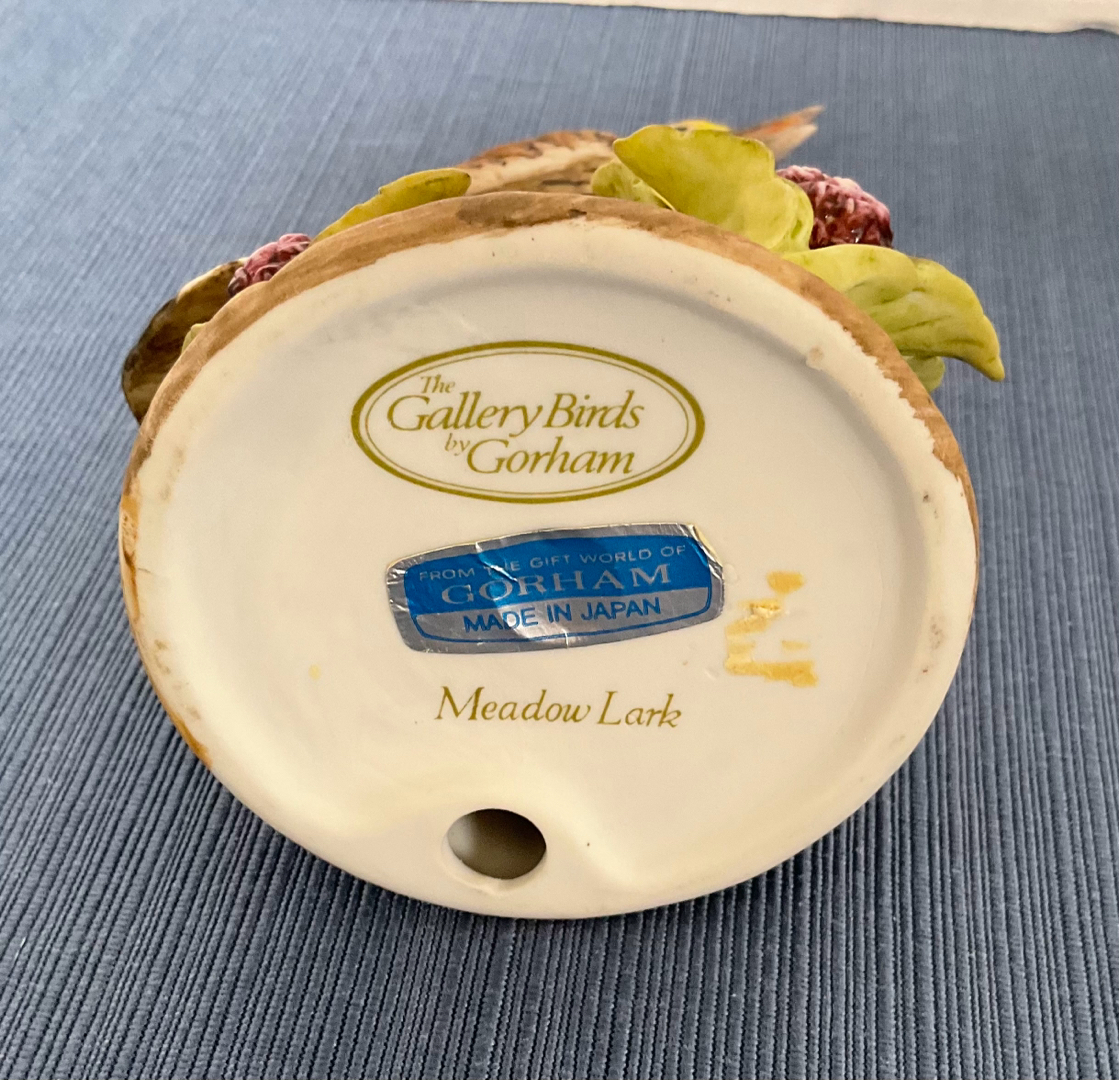 The
Gallery Birds
by Gorham
FROM THE GIFT WORLD OF
GORHAM
MADE IN JAPAN
Meadow Lark